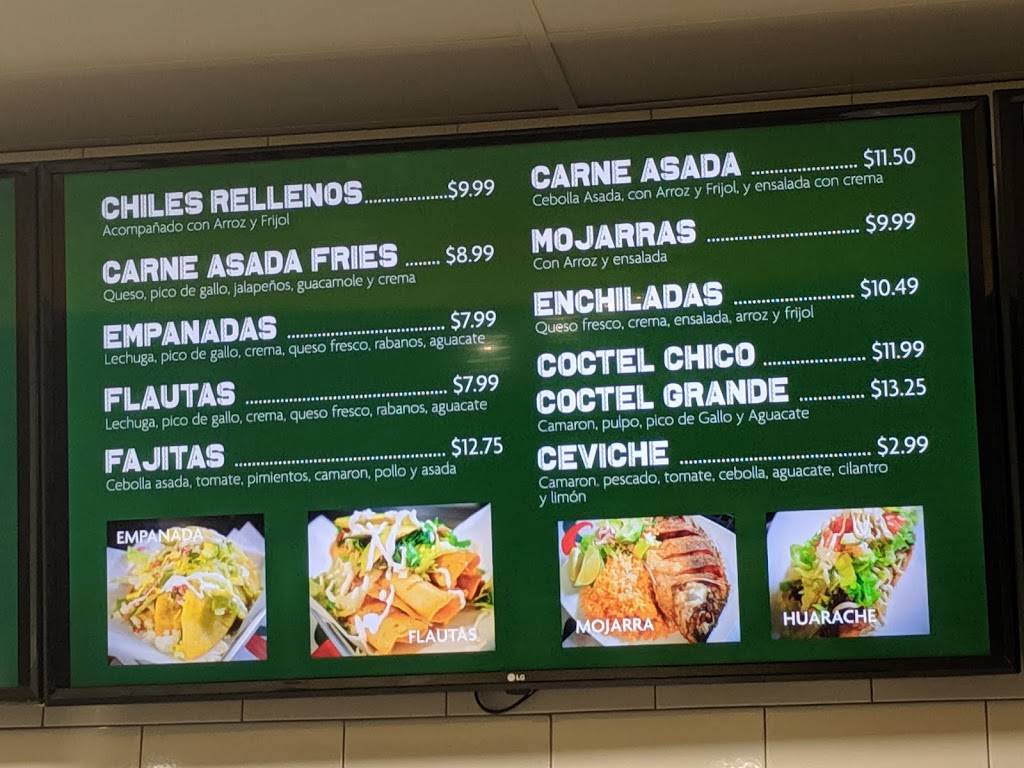 CHILES RELLENOS..................$9.99
Acompañado con Arroz y Frijol
CARNE ASADA FRIES ........ $8.99
Queso, pico de gallo, jalapeños, guacamole y crema
EMPANADAS .................................. $7.99
Lechuga, pico de gallo, crema, queso fresco, rabanos, aguacate
FLAUTAS ........................................... $7.99
Lechuga, pico de gallo, crema, queso fresco, rabanos, aguacate
FAJITAS ............................................. $12.75
Cebolla asada, tomate, pimientos, camaron, pollo y asada
CARNE ASADA ....................... $11.50
Cebolla Asada, con Arroz y Frijol, y ensalada con crema
MOJARRAS ................................. $9.99
Con Arroz y ensalada
ENCHILADAS .......................... $10.49
Queso fresco, crema, ensalada, arroz y frijol
COCTEL CHICO ...................... $11.99
COCTEL GRANDE .............. $13.25
Camaron, pulpo, pico de Gallo y Aguacate
CEVICHE .......................................... $2.99
Camaron, pescado, tomate, cebolla, aguacate, cilantro
y limón
EMPANADA
FLAUTAS
MOJARRA
HUARACHE
LG